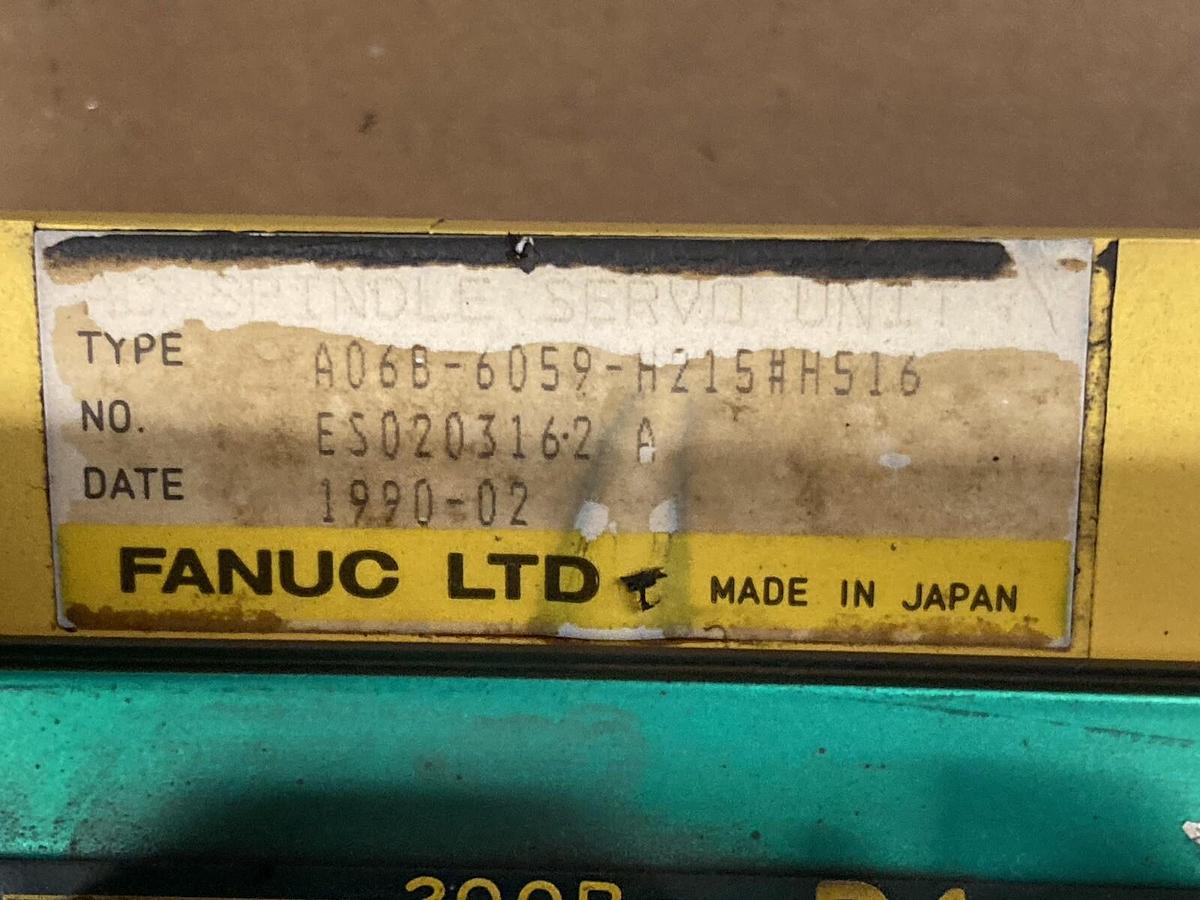 SPINDLE SERVO UNIT
TYPE A06B-6059-H215#H516
NO. ES0203162 A
DATE 1990-02
FANUC LTD MADE IN JAPAN